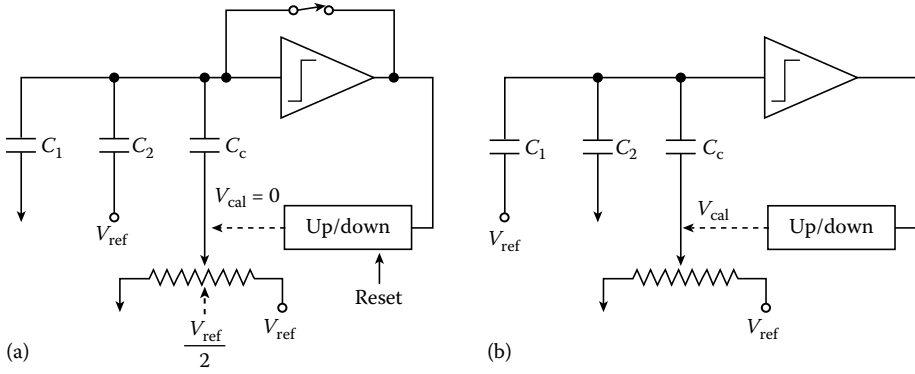 C1
C2
Cc
Vcal = 0
Vref
Up/down
Reset
Vref/2
Vref
(a)
C1
C2
Cc
Vcal
Vref
Up/down
Vref
(b)